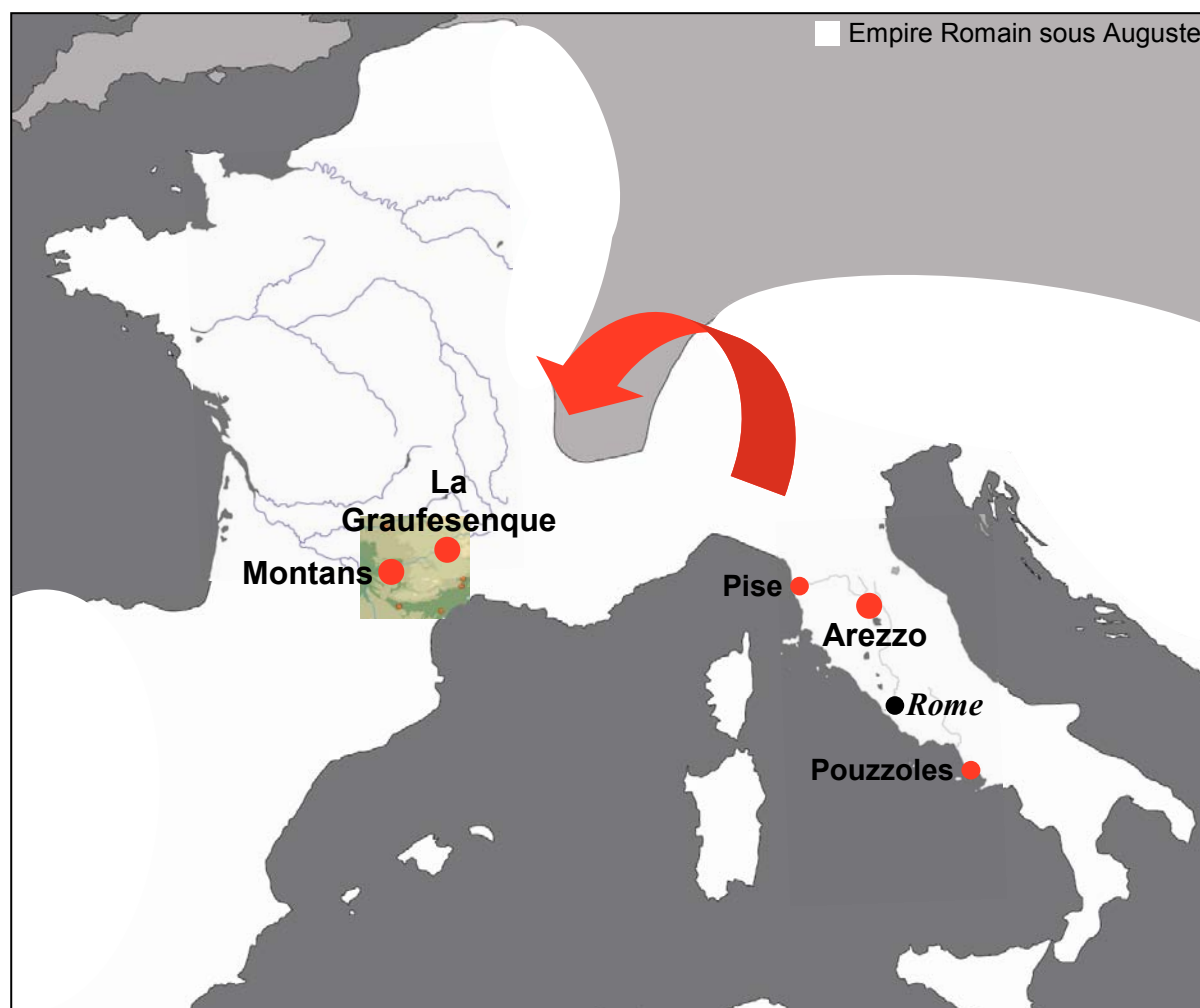 Empire Romain sous Auguste
La
Graufesenque
Montans
Pise
Arezzo
Rome
Pouzzoles